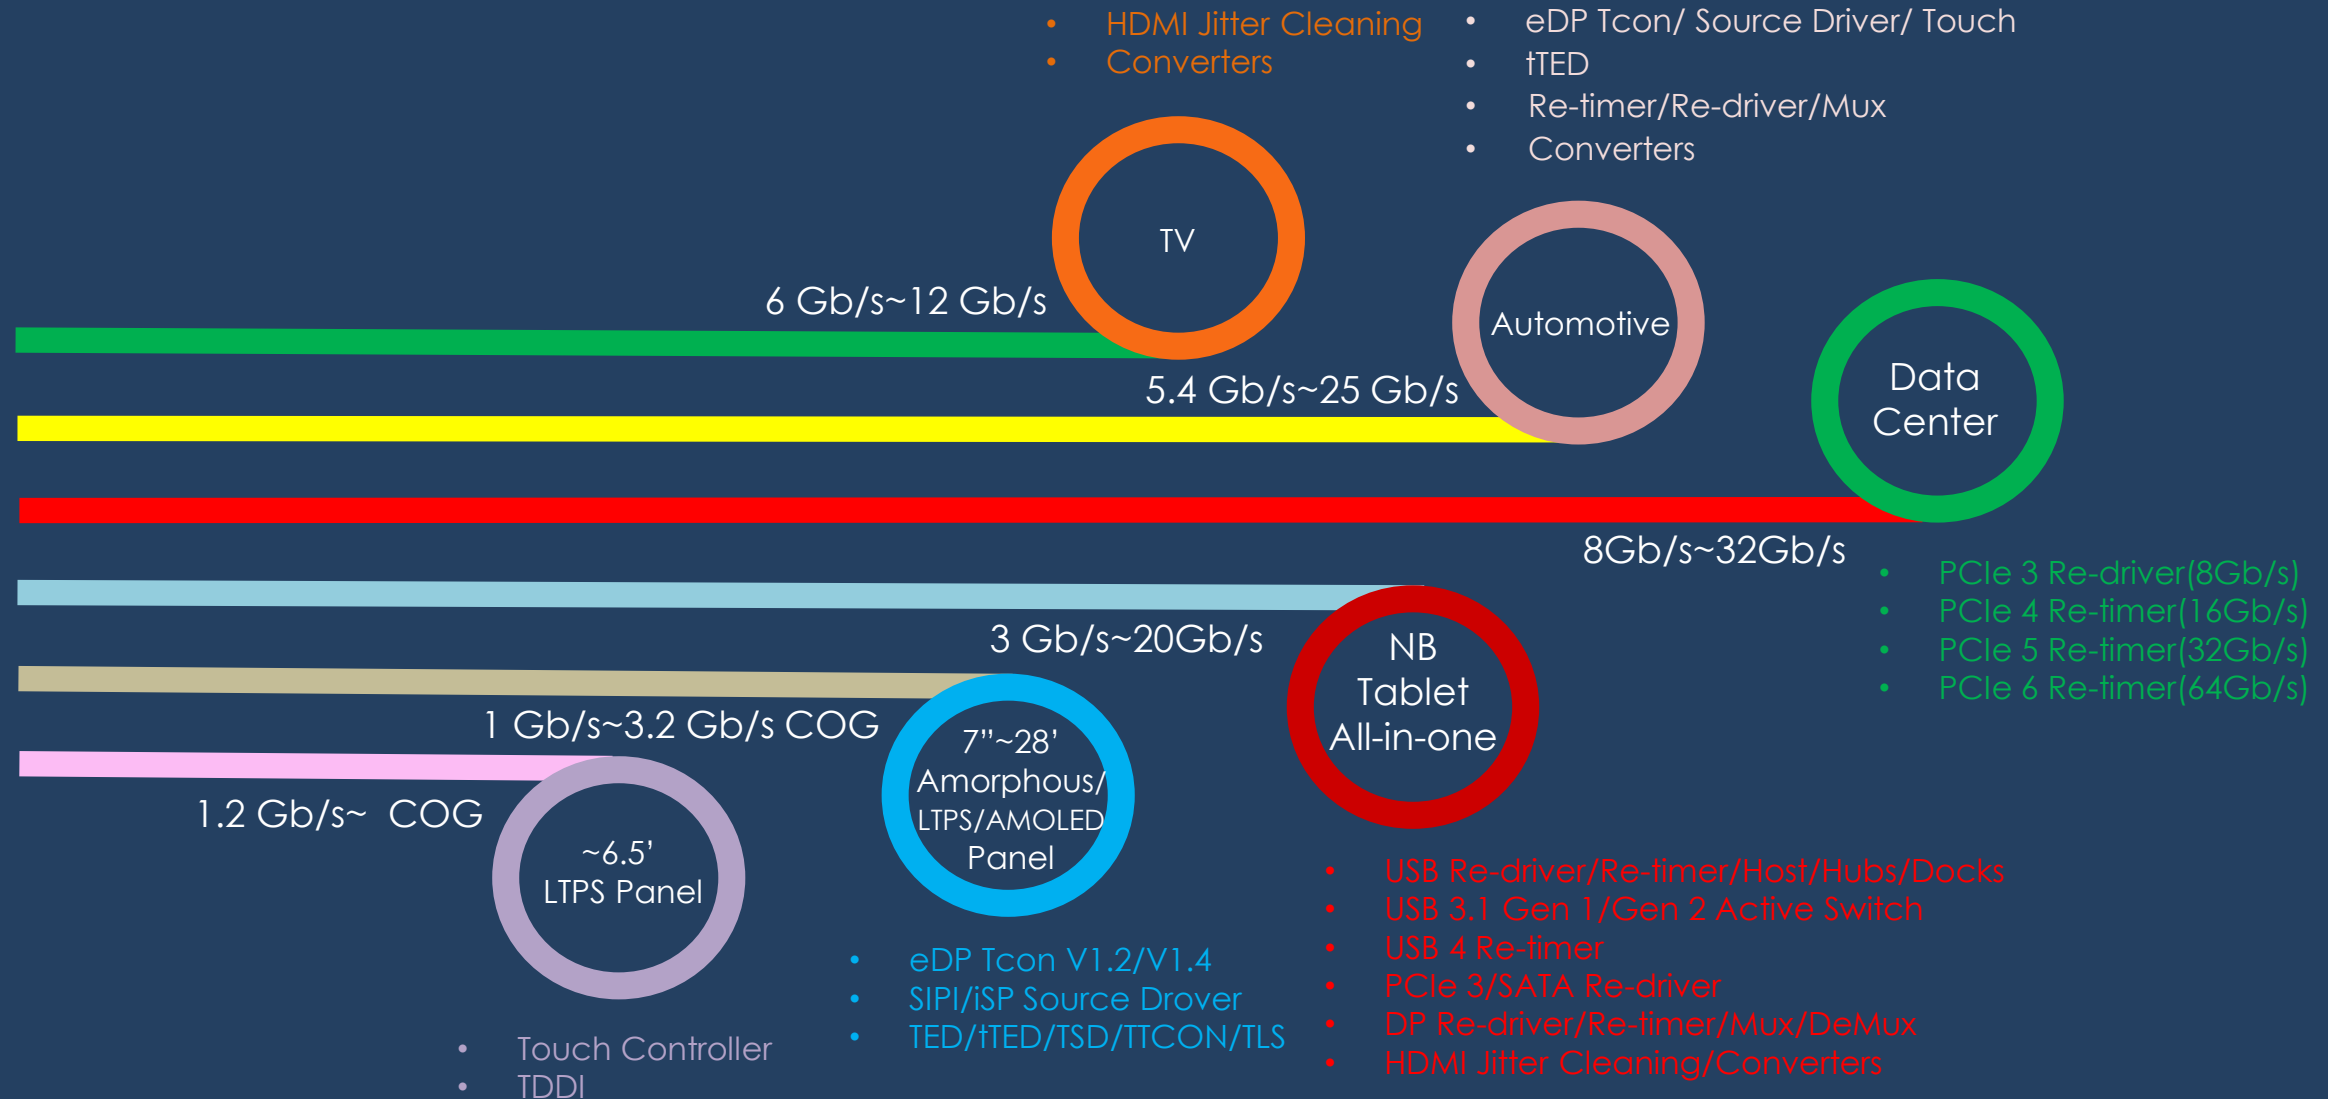 • HDMI Jitter Cleaning
• Converters
• eDP Tcon/ Source Driver/ Touch
• tTED
• Re-timer/Re-driver/Mux
• Converters
TV
6 Gb/s~12 Gb/s
Automotive
5.4 Gb/s~25 Gb/s
Data
Center
8Gb/s~32Gb/s
• PCIe 3 Re-driver(8Gb/s)
• PCIe 4 Re-timer(16Gb/s)
• PCIe 5 Re-timer(32Gb/s)
• PCIe 6 Re-timer(64Gb/s)
3 Gb/s~20Gb/s
NB
Tablet
All-in-one
1 Gb/s~3.2 Gb/s COG
7’’~28’
Amorphous/
LTPS/AMOLED
Panel
1.2 Gb/s~ COG
~6.5’
LTPS Panel
• USB Re-driver/Re-timer/Host/Hubs/Docks
• USB 3.1 Gen 1/Gen 2 Active Switch
• USB 4 Re-timer
• PCIe 3/SATA Re-driver
• DP Re-driver/Re-timer/Mux/DeMux
• HDMI Jitter Cleaning/Converters
• eDP Tcon V1.2/V1.4
• SIPI/iSP Source Drover
• TED/tTED/TSD/TTCON/TLS
• Touch Controller
• TDDI